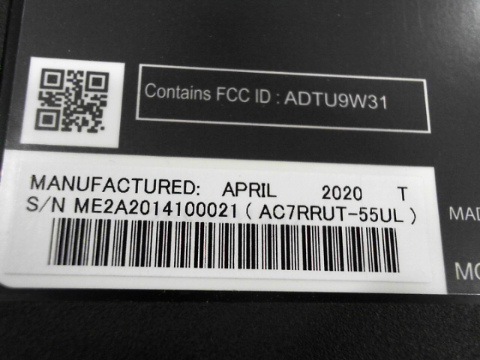 Contains FCC ID : ADTU9W31
MANUFACTURED: APRIL 2020 T
S/N ME2A2014100021 ( AC7RRUT-55UL )